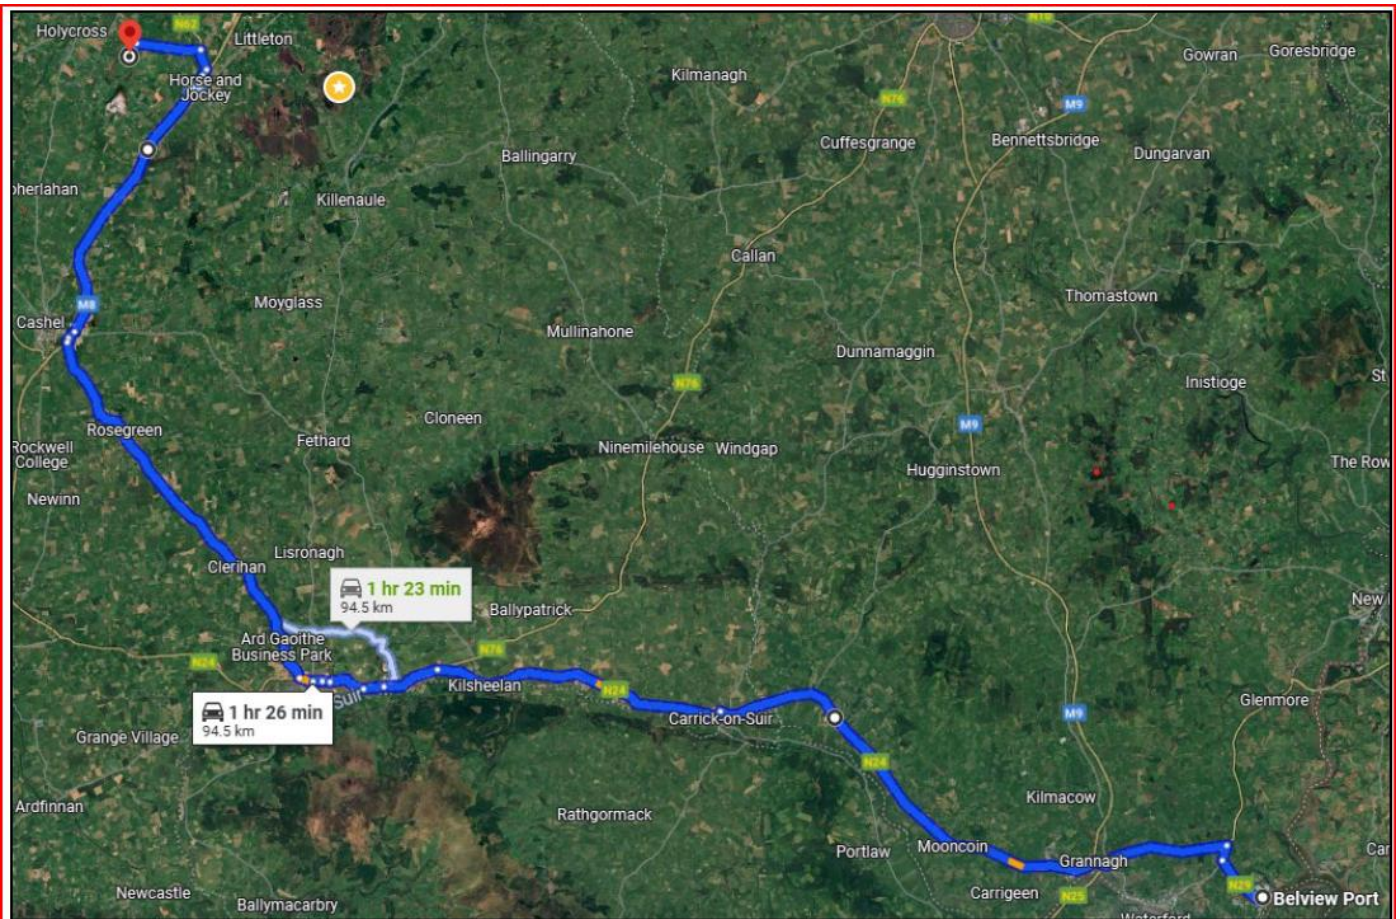 Holycross
N62
Littleton
N10
Gowran
Goresbridge
Horse and
Jockey
Kilmanagh
N76
M9
Cuffesgrange
Bennettsbridge
Dungarvan
Ballingarry
oherlahan
Killenaule
Callan
Moyglass
M8
Thomastown
Cashel
Mullinahone
Dunnamaggin
N76
Inistioge
St
Cloneen
M9
Rosegreen
Fethard
Rockwell
College
Ninemilehouse
Windgap
The Row
Hugginstown
Newinn
Lisronagh
Clerihan
1 hr 23 min
94.5 km
Ballypatrick
New
Ard Gaoithe
Business Park
N24
N76
Kilsheelan
Suir
N24
1 hr 26 min
94.5 km
Carrick-on-Suir
M9
Glenmore
Grange Village
N24
Ardfinnan
Kilmacow
Rathgormack
Portlaw
Mooncoin
Grannagh
Car
Newcastle
Ballymacarbry
Carrigeen
N25
N29
Belview Port
Waterford